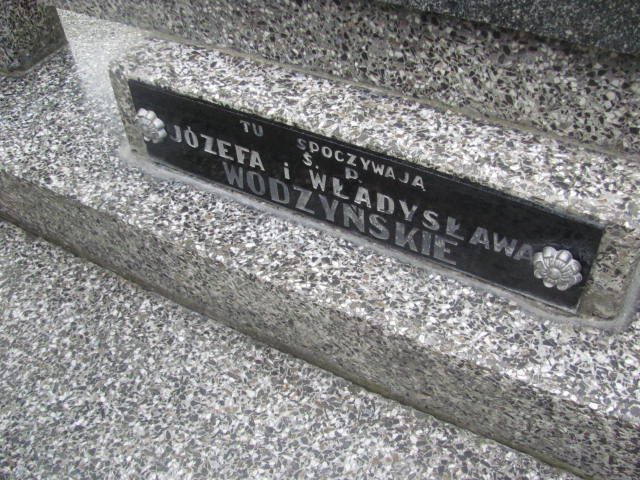 TU SPOCZYWAJĄ
Ś. P.
JÓZEFA i WŁADYSŁAWA
WODZYŃSKIE